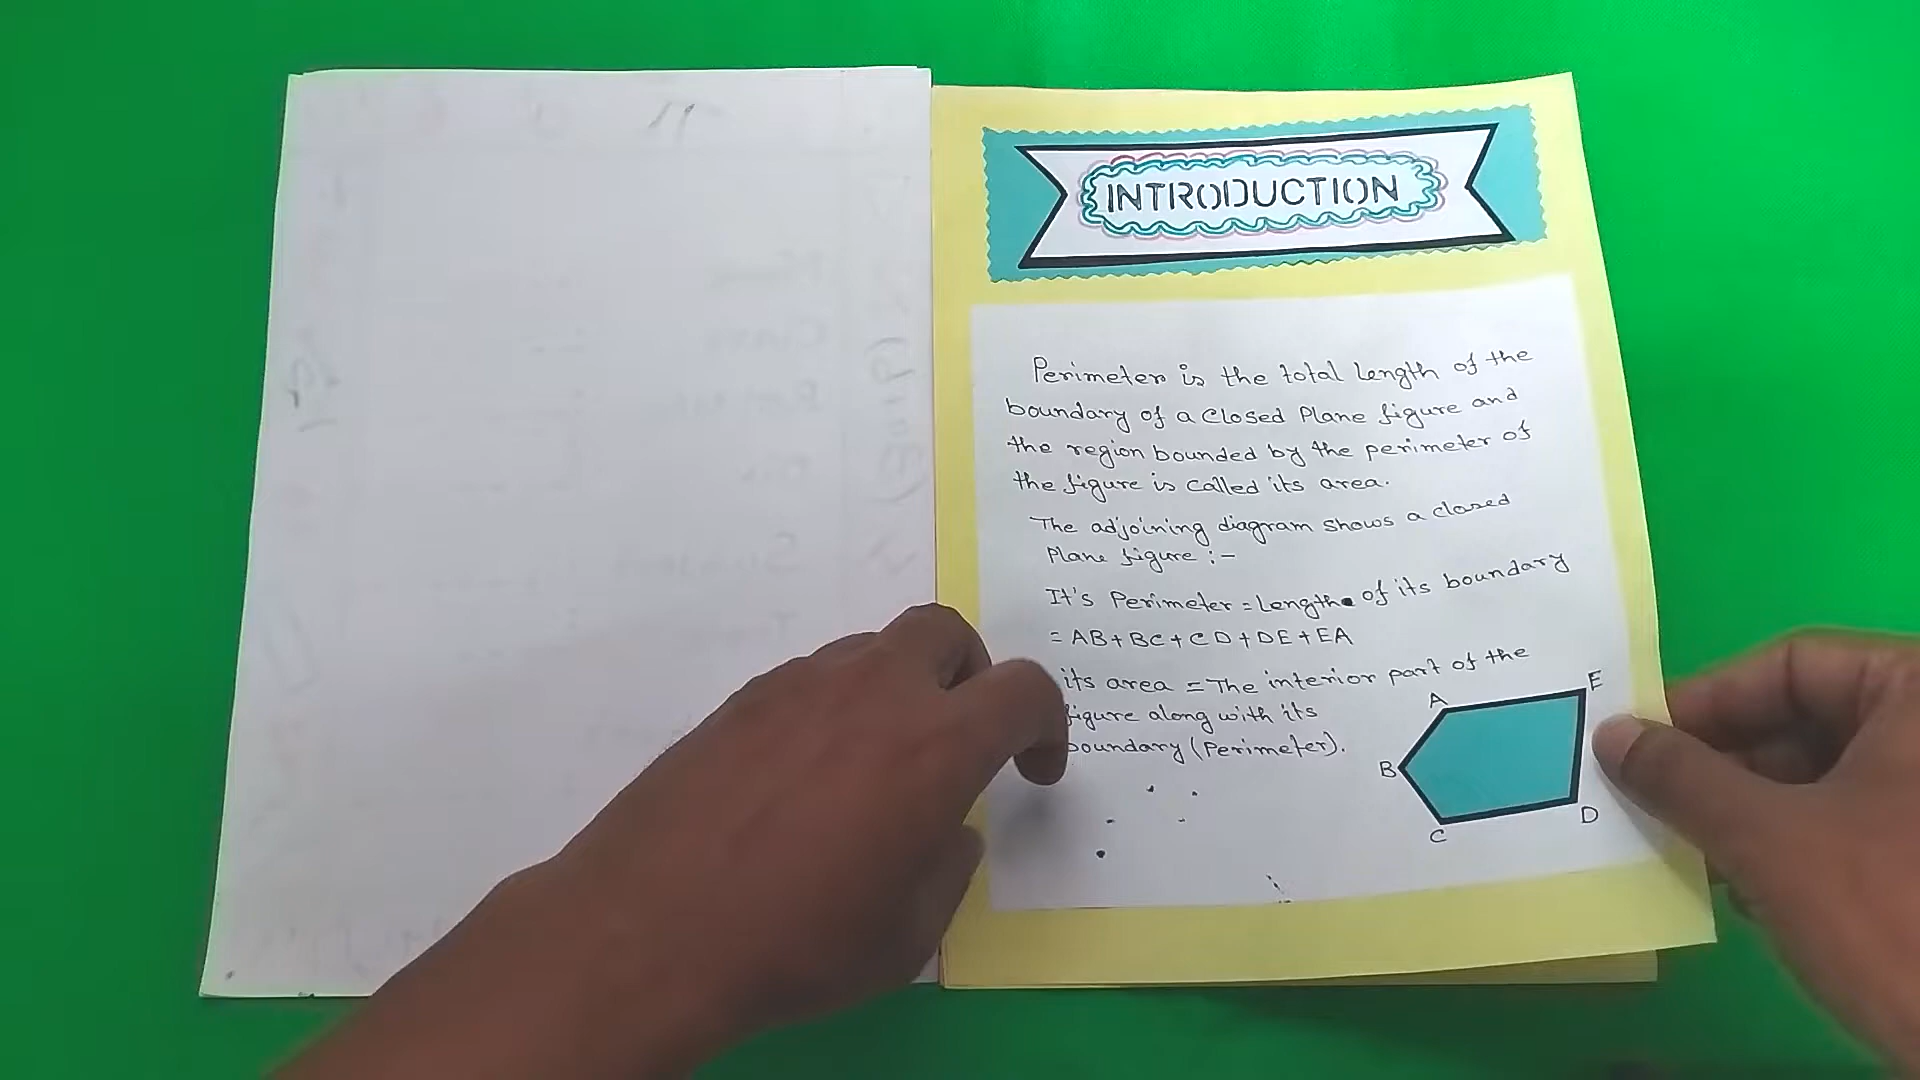 INTRODUCTION
Perimeter is the total length of the
boundary of a closed plane figure and
the region bounded by the perimeter of
the figure is called its area.
The adjoining diagram shows a closed
Plane figure :-
It's Perimeter = Length of its boundary
= AB + BC + CD + DE + EA
its area = The interior part of the
figure along with its
boundary (Perimeter).
A
E
B
C
D